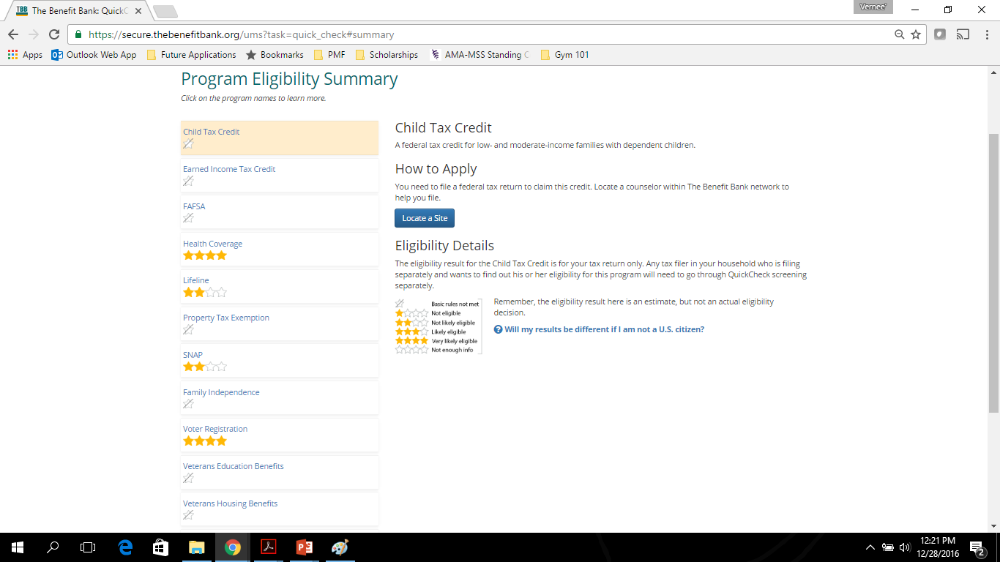 The Benefit Bank: QuickC
Vernee'
https://secure.thebenefitbank.org/ums?task=quick_check#summary
Apps
Outlook Web App
Future Applications
Bookmarks
PMF
Scholarships
AMA-MSS Standing C
Gym 101
Program Eligibility Summary
Click on the program names to learn more.
Child Tax Credit
Earned Income Tax Credit
FAFSA
Health Coverage
Lifeline
Property Tax Exemption
SNAP
Family Independence
Voter Registration
Veterans Education Benefits
Veterans Housing Benefits
Child Tax Credit
A federal tax credit for low- and moderate-income families with dependent children.
How to Apply
You need to file a federal tax return to claim this credit. Locate a counselor within The Benefit Bank network to
help you file.
Locate a Site
Eligibility Details
The eligibility result for the Child Tax Credit is for your tax return only. Any tax filer in your household who is filing
separately and wants to find out his or her eligibility for this program will need to go through QuickCheck screening
separately.
Basic rules not met
Not eligible
Not likely eligible
Likely eligible
Very likely eligible
Not enough info
Remember, the eligibility result here is an estimate, but not an actual eligibility
decision.
Will my results be different if I am not a U.S. citizen?
12:21 PM
12/28/2016
2